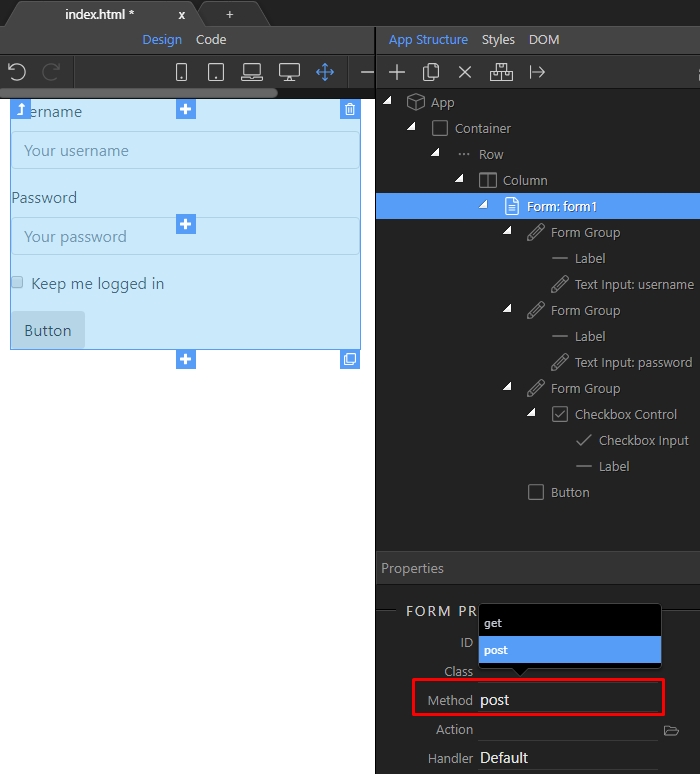 index.html * x +
Design Code
App Structure Styles DOM
App
Container
Row
Column
Form: form1
Form Group
Label
Text Input: username
Form Group
Label
Text Input: password
Form Group
Checkbox Control
Checkbox Input
Label
Button
ername
Your username
Password
Your password
Keep me logged in
Button
Properties
FORM PR
get
post
ID
Class
Method post
Action
Handler Default